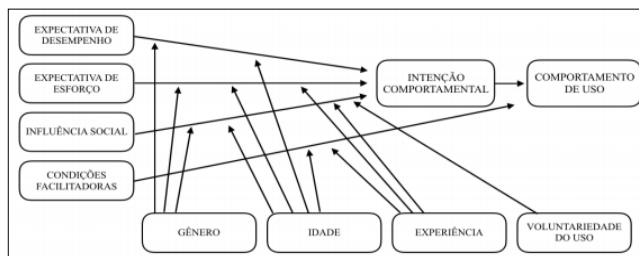 EXPECTATIVA DE
DESEMPENHO
EXPECTATIVA DE
ESFORÇO
INFLUÊNCIA SOCIAL
CONDIÇÕES
FACILITADORAS
INTENÇÃO
COMPORTAMENTAL
COMPORTAMENTO
DE USO
GÊNERO
IDADE
EXPERIÊNCIA
VOLUNTARIEDADE
DO USO